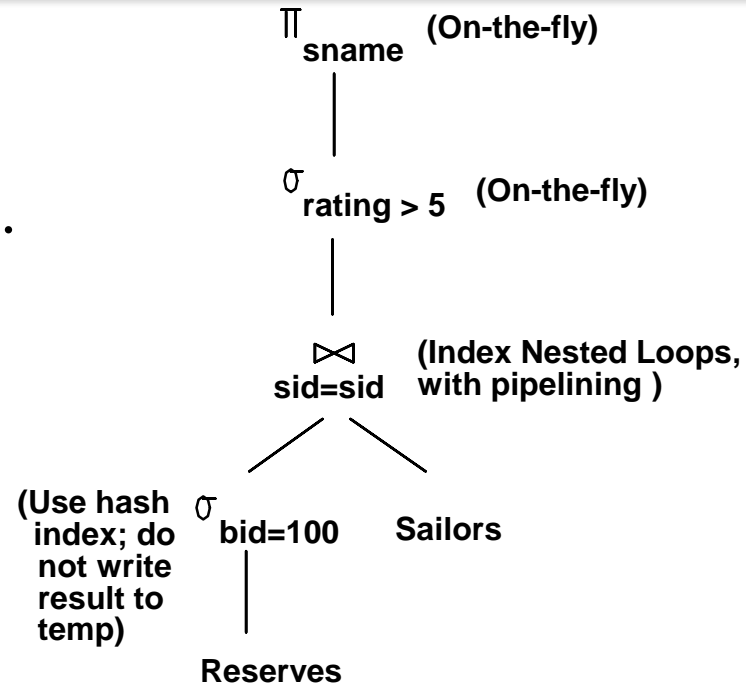 π sname (On-the-fly)
σ rating > 5 (On-the-fly)
.
⋈ (Index Nested Loops,
sid=sid with pipelining )
(Use hash
index; do
not write
result to
temp)
σ bid=100 Sailors
Reserves